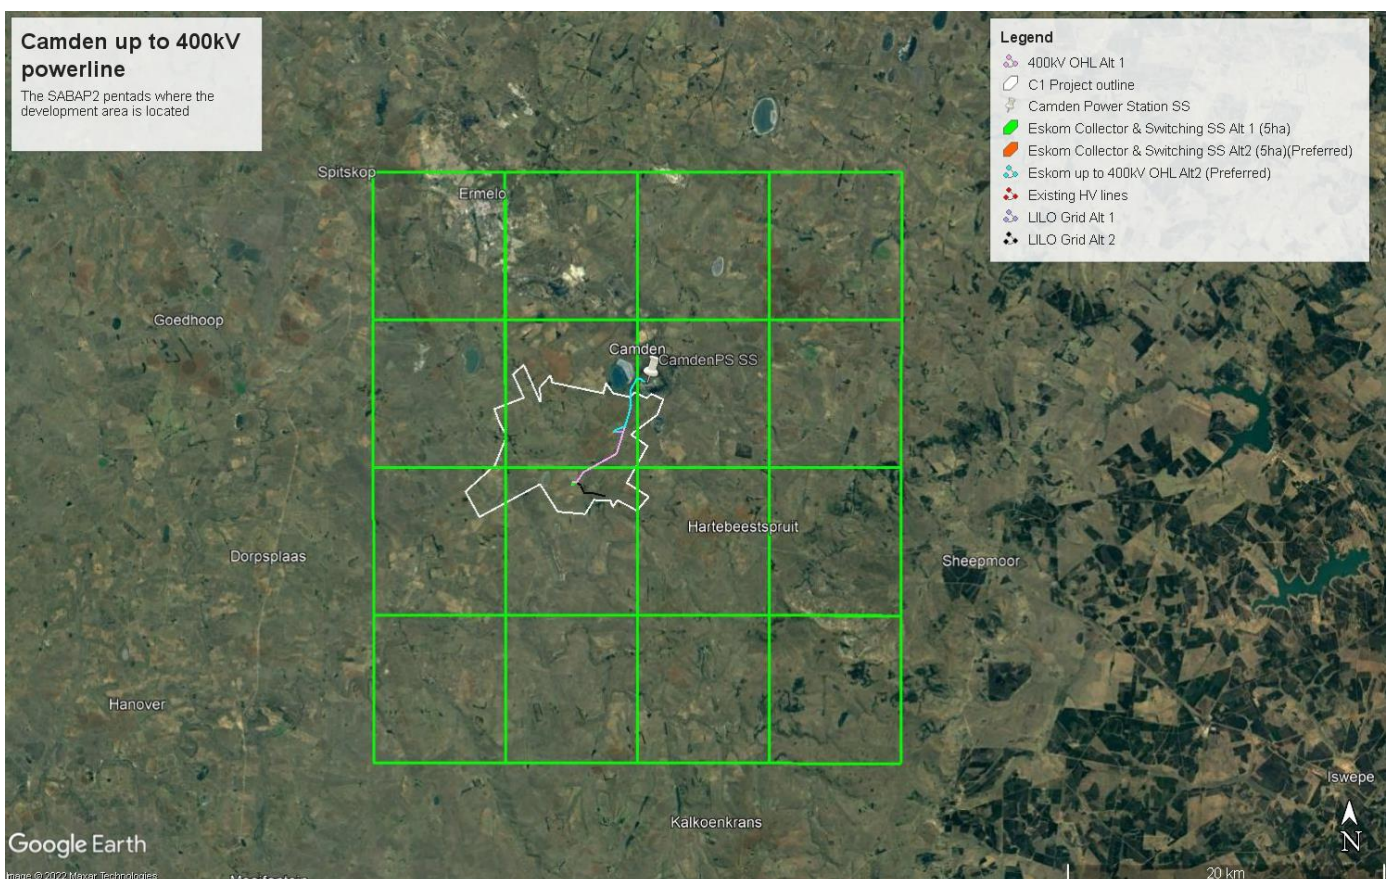 Camden up to 400kV
powerline
The SABAP2 pentads where the
development area is located
Legend
400kV OHL Alt 1
C1 Project outline
Camden Power Station SS
Eskom Collector & Switching SS Alt 1 (5ha)
Eskom Collector & Switching SS Alt2 (5ha)(Preferred)
Eskom up to 400kV OHL Alt2 (Preferred)
Existing HV lines
LILO Grid Alt 1
LILO Grid Alt 2
Spitskop
Ermelo
Goedhoop
Camden
CamdenPS SS
Hartebeestspruit
Dorpsplaas
Sheepmoor
Hanover
Iswepe
Kalkoenkrans
N
Google Earth
20 km
Image © 2022 Maxar Technologies